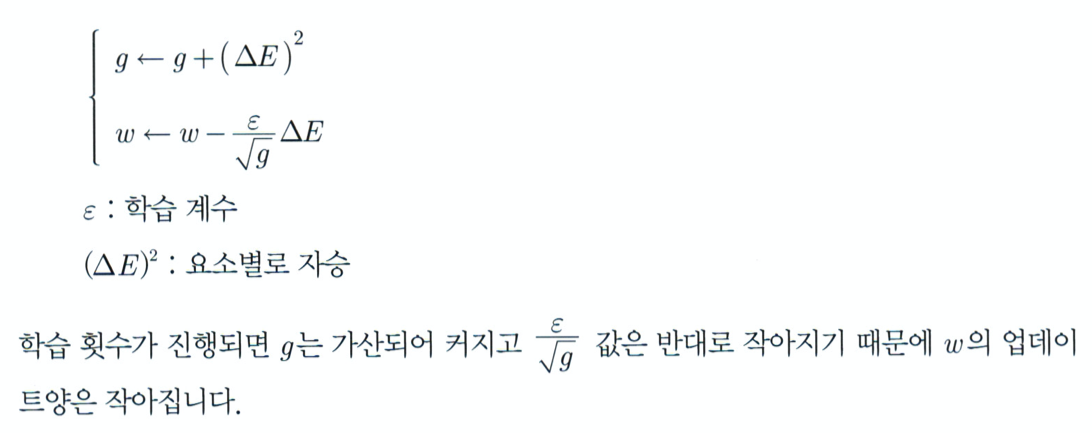 g ← g + (ΔE)²
w ← w − ε/√g ΔE
ε : 학습 계수
(ΔE)² : 요소별로 자승
학습 횟수가 진행되면 g는 가산되어 커지고 ε/√g 값은 반대로 작아지기 때문에 w의 업데이
트양은 작아집니다.